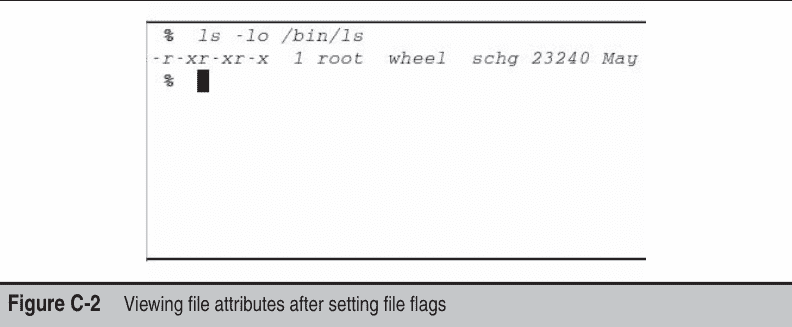 % ls -lo /bin/ls
-r-xr-xr-x 1 root wheel schg 23240 May
%
Figure C-2 Viewing file attributes after setting file flags